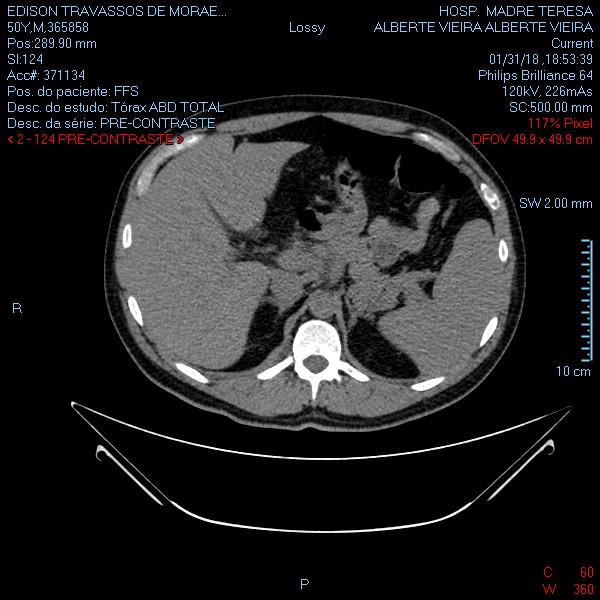 EDISON TRAVASSOS DE MORAE...
50Y,M,365858
Pos:289.90 mm
SI:124
Acc#: 371134
Pos. do paciente: FFS
Desc. do estudo: Tórax ABD TOTAL
Desc. da série: PRE-CONTRASTE
< 2 - 124 PRE-CONTRASTE >
Lossy
HOSP. MADRE TERESA
ALBERTE VIEIRA ALBERTE VIEIRA
Current
01/31/18 ,18:53:39
Philips Brilliance 64
120kV, 226mAs
SC:500.00 mm
117% Pixel
DFOV 49.9 x 49.9 cm
SW 2.00 mm
R
10 cm
P
C 60
W 360